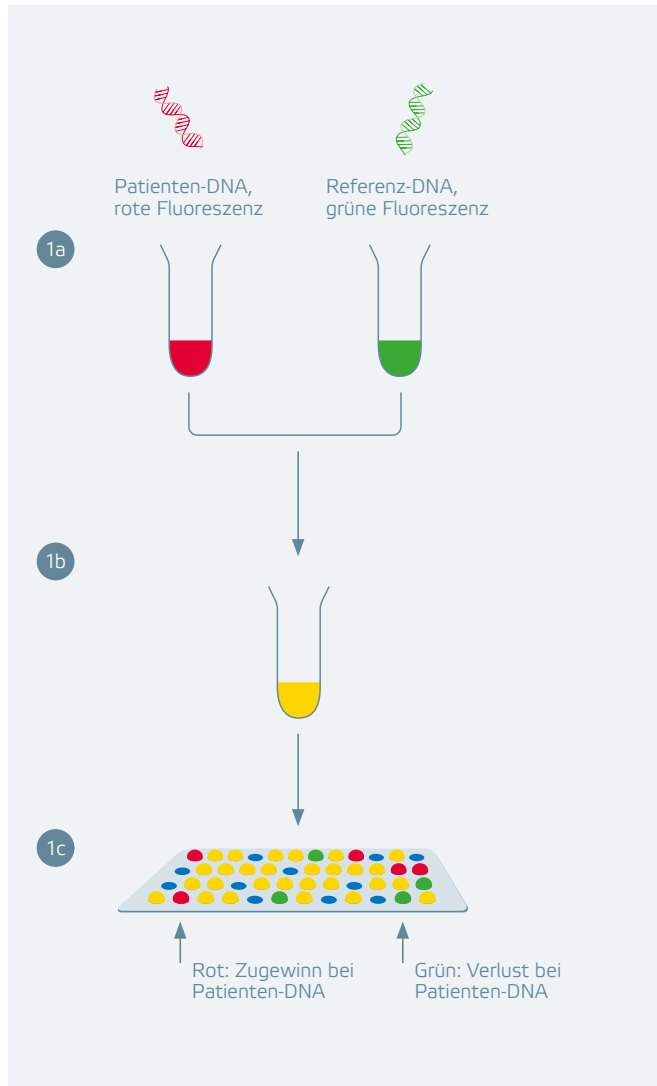 Patienten-DNA,
rote Fluoreszenz
Referenz-DNA,
grüne Fluoreszenz
1a
1b
1c
Rot: Zugewinn bei
Patienten-DNA
Grün: Verlust bei
Patienten-DNA